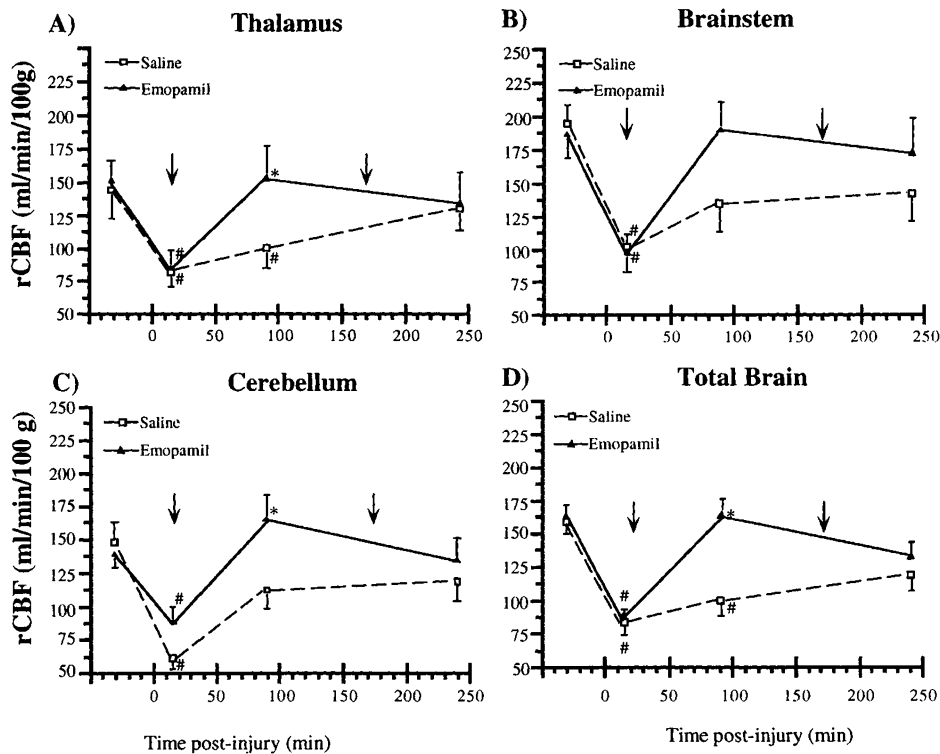 A) Thalamus
rCBF (ml/min/100g)
250
225
200
175
150
125
100
75
50
Saline
Emopamil
*
#
#
#
0 50 100 150 200 250
B) Brainstem
250
225
200
175
150
125
100
75
50
Saline
Emopamil
#
#
0 50 100 150 200 250
C) Cerebellum
rCBF (ml/min/100 g)
250
225
200
175
150
125
100
75
50
Saline
Emopamil
*
#
#
0 50 100 150 200 250
Time post-injury (min)
D) Total Brain
250
225
200
175
150
125
100
75
50
Saline
Emopamil
*
#
#
#
0 50 100 150 200 250
Time post-injury (min)